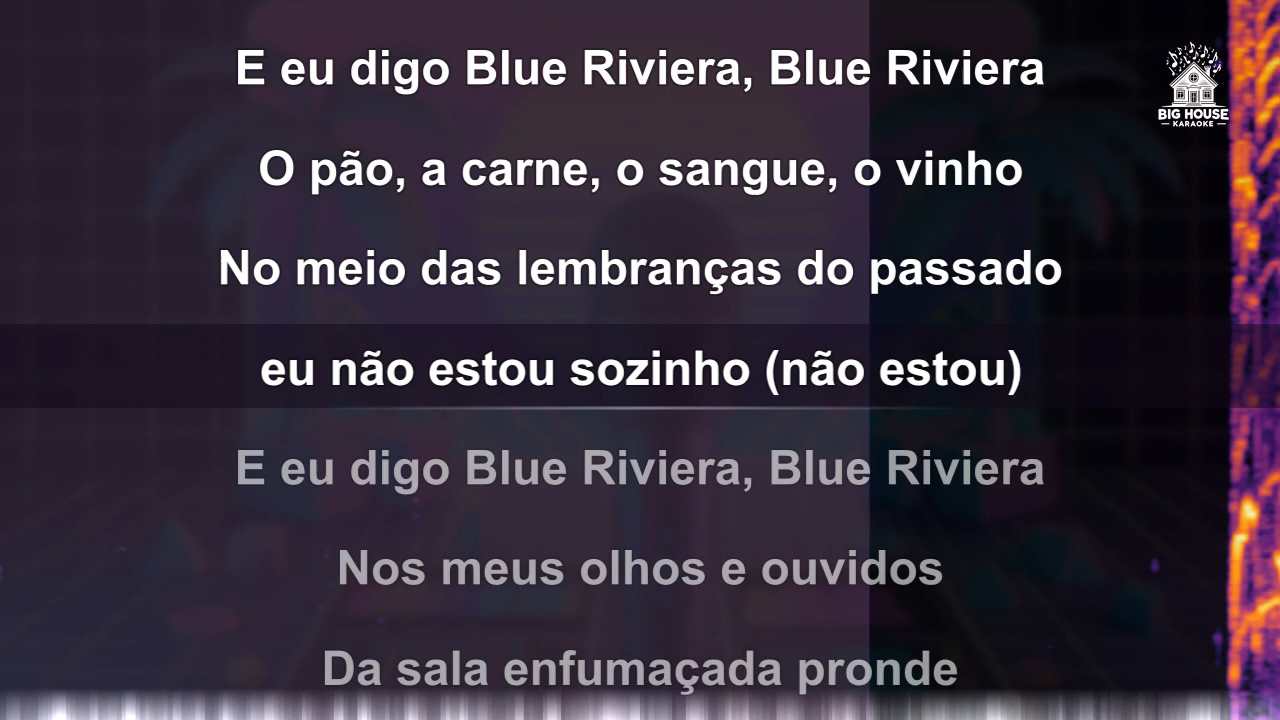 E eu digo Blue Riviera, Blue Riviera
BIG HOUSE
KARAOKE
O pão, a carne, o sangue, o vinho
No meio das lembranças do passado
eu não estou sozinho (não estou)
E eu digo Blue Riviera, Blue Riviera
Nos meus olhos e ouvidos
Da sala enfumaçada pronde